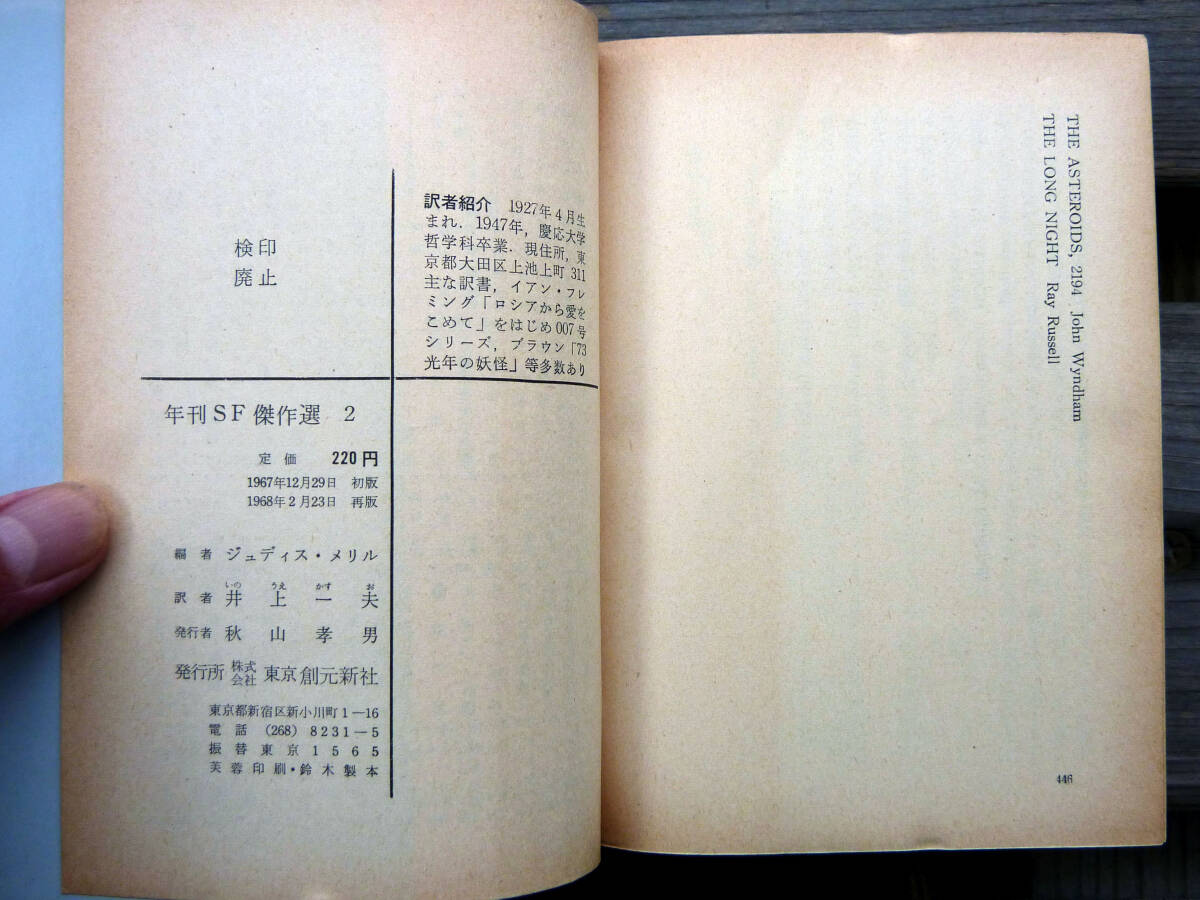 THE ASTEROIDS, 2194 John Wyndham
THE LONG NIGHT Ray Russell
446
訳者紹介 1927年4月生
まれ．1947年，慶応大学
哲学科卒業．現住所，東
京都大田区上池上町 311
主な訳書，イアン・フレ
ミング「ロシアから愛を
こめて」をはじめ 007号
シリーズ，ブラウン「73
光年の妖怪」等多数あり
検印
廃止
年刊SF傑作選 2
定価 220円
1967年12月29日 初版
1968年2月23日 再版
編者 ジュディス・メリル
いの うえ かず お
訳者 井上一夫
発行者 秋山孝男
発行所 株式会社 東京創元新社
東京都新宿区新小川町1—16
電話 (268) 8231—5
振替東京1565
芙蓉印刷・鈴木製本